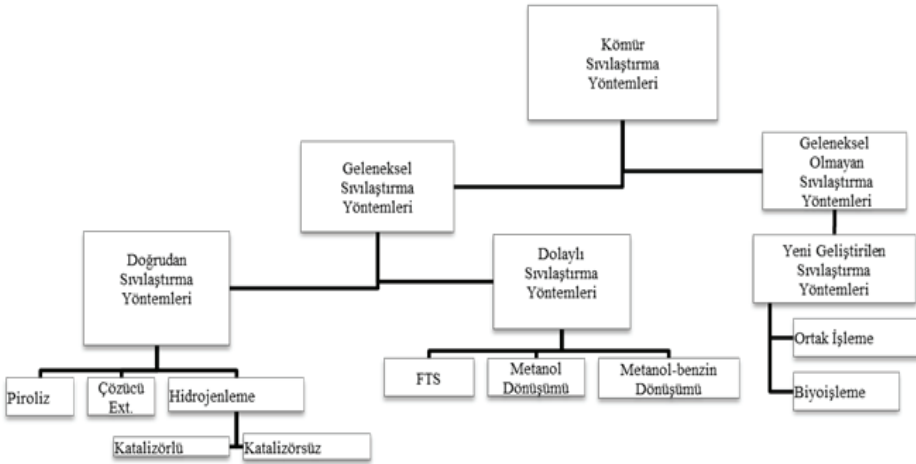 Kömür
Sıvılaştırma
Yöntemleri
Geleneksel
Sıvılaştırma
Yöntemleri
Geleneksel
Olmayan
Sıvılaştırma
Yöntemleri
Doğrudan
Sıvılaştırma
Yöntemleri
Dolaylı
Sıvılaştırma
Yöntemleri
Yeni Geliştirilen
Sıvılaştırma
Yöntemleri
Piroliz
Çözücü
Ext.
Hidrojenleme
Katalizörlü
Katalizörsüz
FTS
Metanol
Dönüşümü
Metanol-benzin
Dönüşümü
Ortak İşleme
Biyoişleme